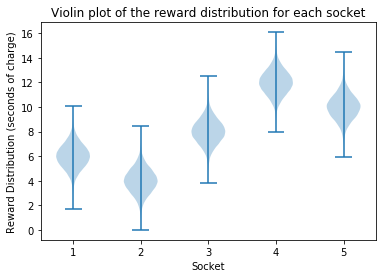 Violin plot of the reward distribution for each socket
Reward Distribution (seconds of charge)
16
14
12
10
8
6
4
2
0
1 2 3 4 5
Socket